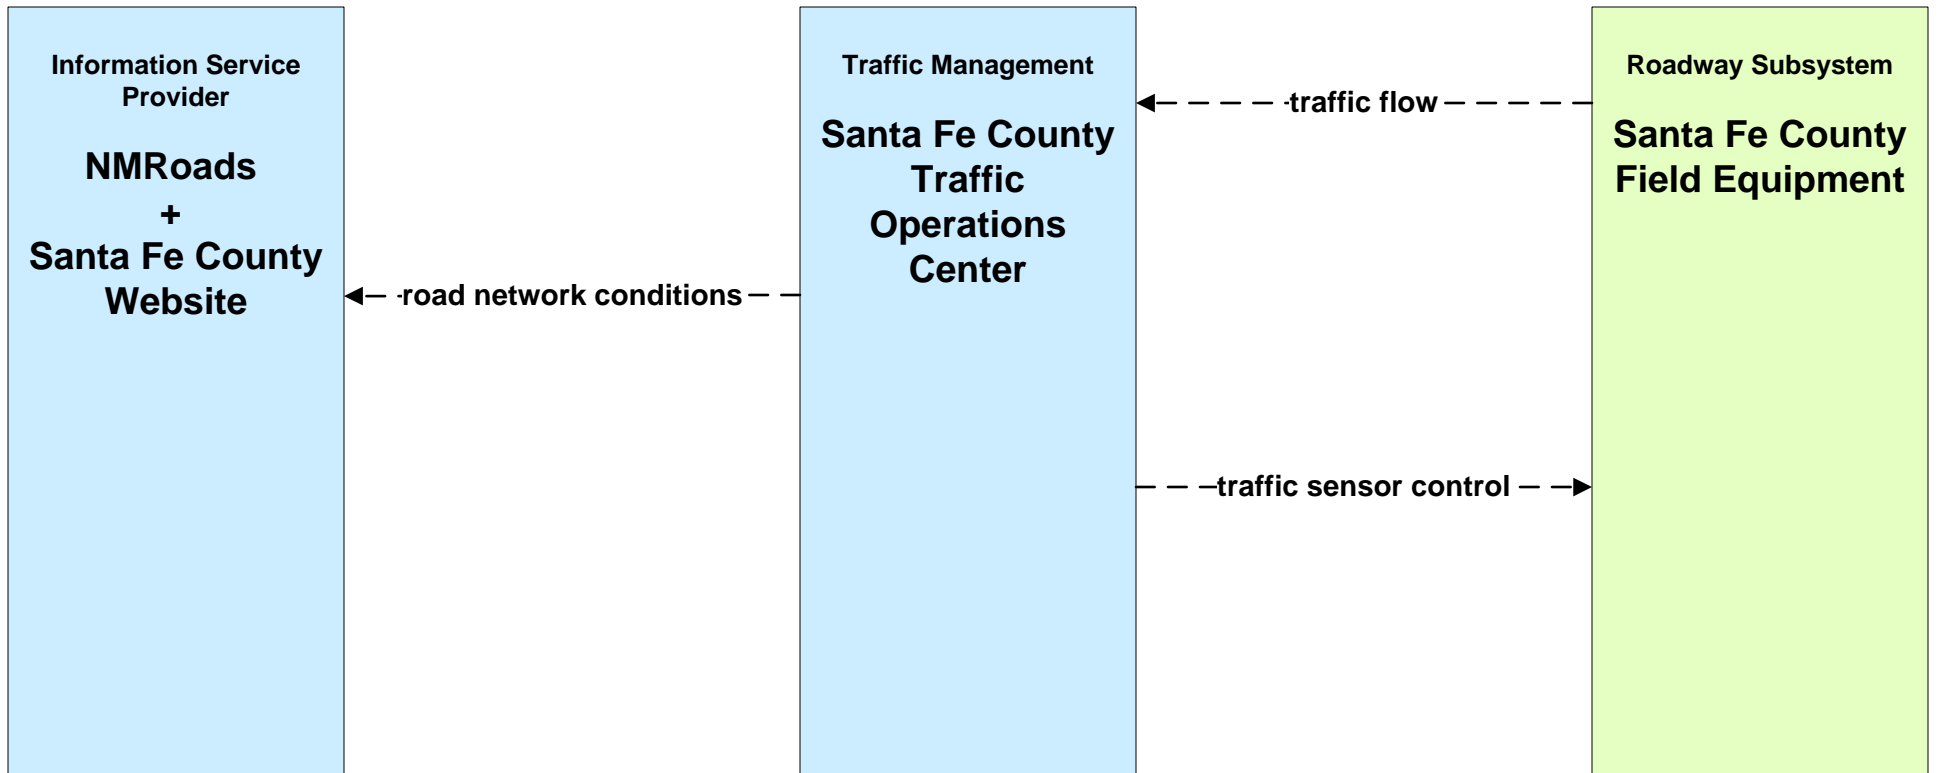 Information Service
Provider
NMRoads
+
Santa Fe County
Website
road network conditions
Traffic Management
Santa Fe County
Traffic
Operations
Center
traffic flow
traffic sensor control
Roadway Subsystem
Santa Fe County
Field Equipment